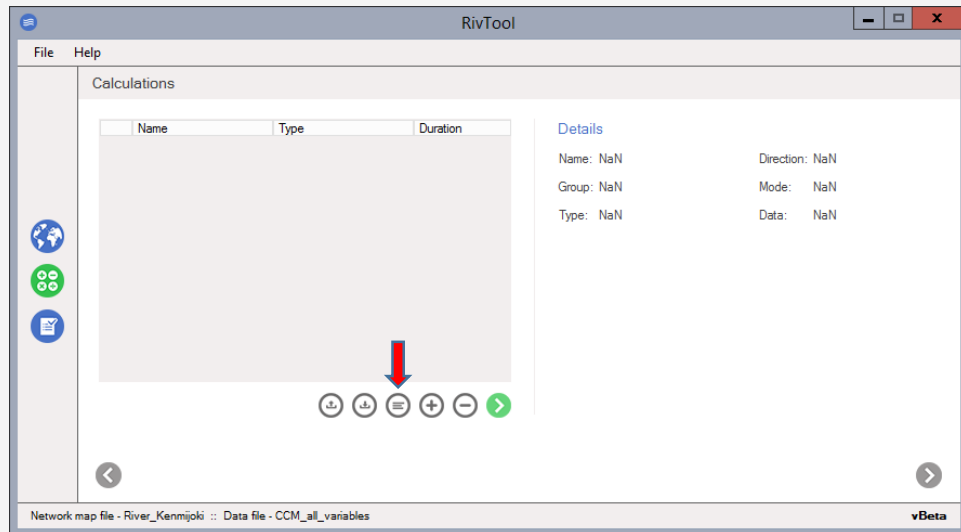 RivTool
File Help
Calculations
Name Type Duration
Details
Name: NaN Direction: NaN
Group: NaN Mode: NaN
Type: NaN Data: NaN
Network map file - River_Kenmijoki :: Data file - CCM_all_variables vBeta